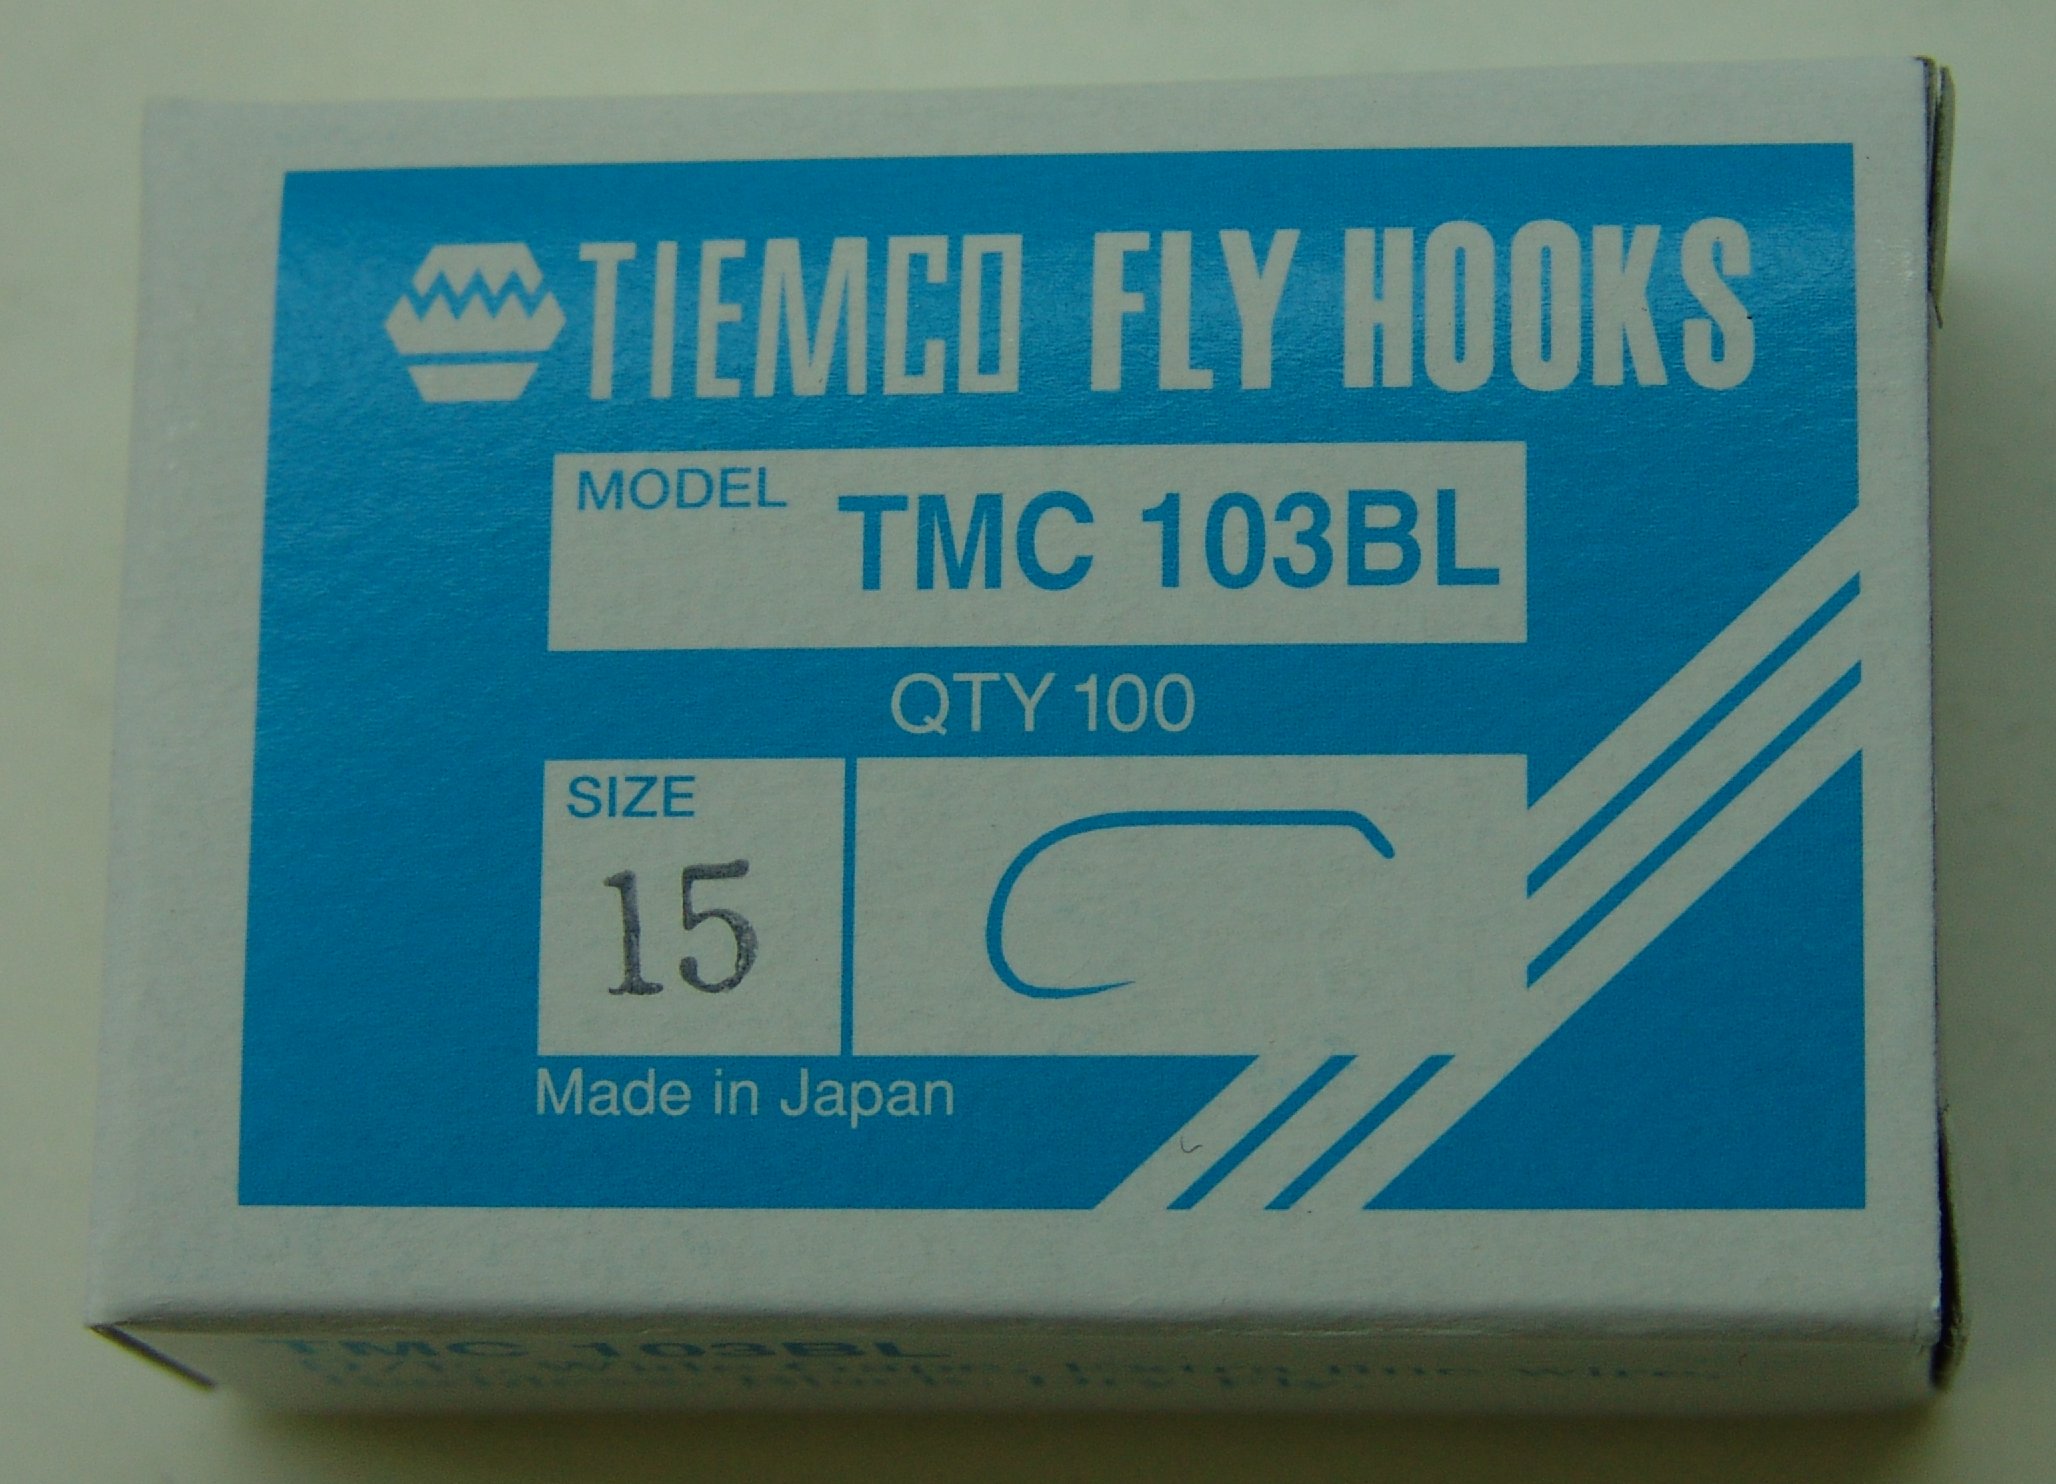 TIEMCO FLY HOOKS
MODEL TMC 103BL
QTY 100
SIZE
15
Made in Japan
TMC 103BL